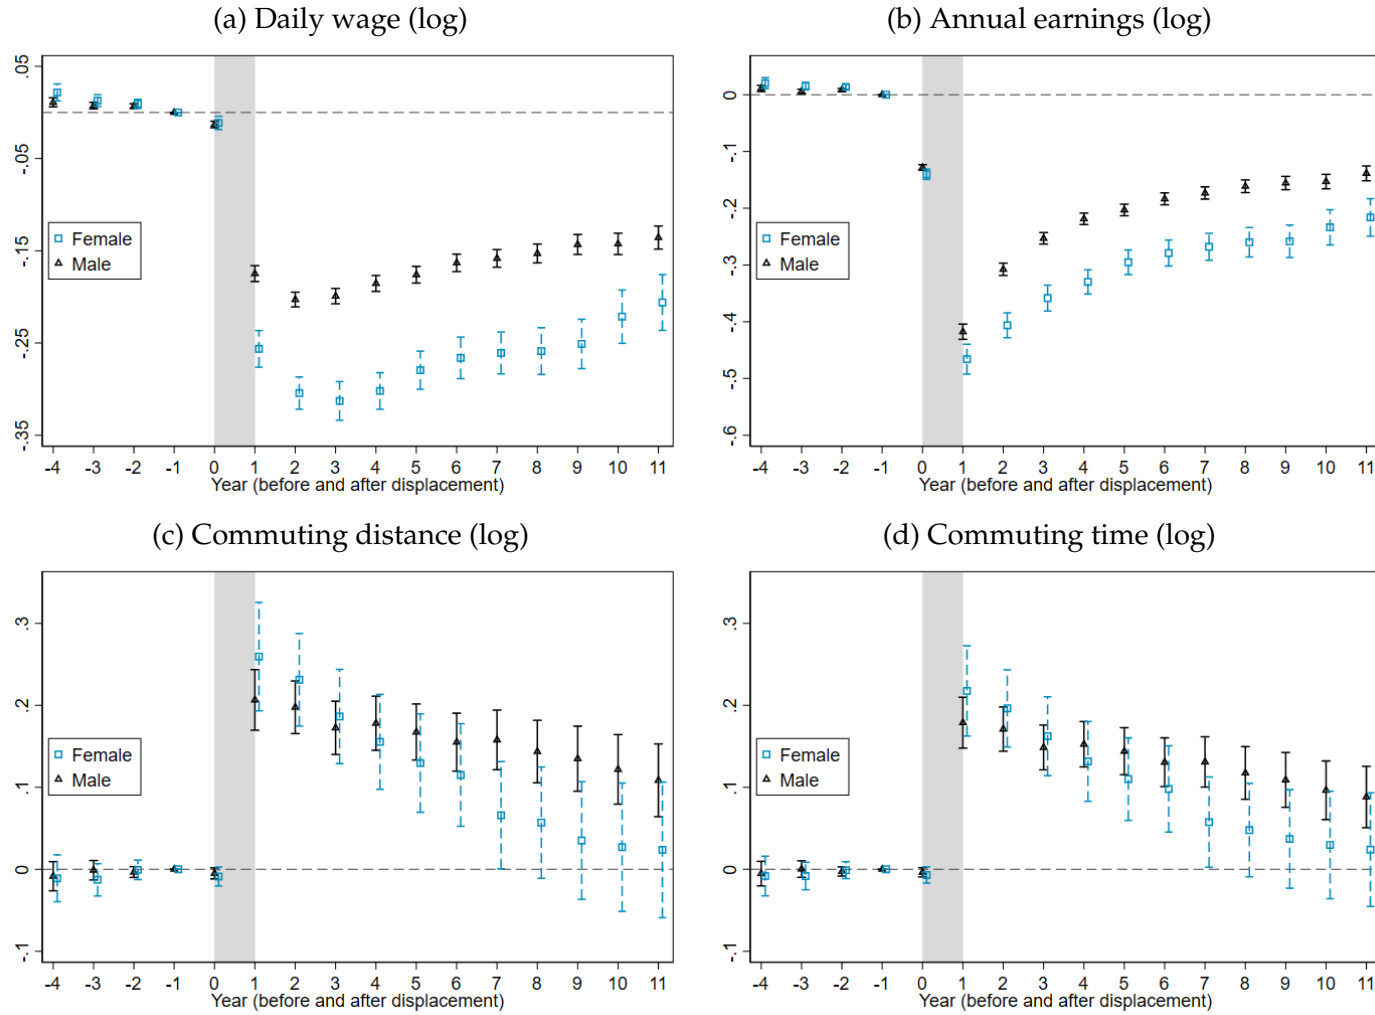 (a) Daily wage (log)
.05
-.05
-.15
-.25
-.35
Female
Male
-4 -3 -2 -1 0 1 2 3 4 5 6 7 8 9 10 11
Year (before and after displacement)
(b) Annual earnings (log)
0
-.1
-.2
-.3
-.4
-.5
-.6
Female
Male
-4 -3 -2 -1 0 1 2 3 4 5 6 7 8 9 10 11
Year (before and after displacement)
(c) Commuting distance (log)
.3
.2
.1
0
-.1
Female
Male
-4 -3 -2 -1 0 1 2 3 4 5 6 7 8 9 10 11
Year (before and after displacement)
(d) Commuting time (log)
.3
.2
.1
0
-.1
Female
Male
-4 -3 -2 -1 0 1 2 3 4 5 6 7 8 9 10 11
Year (before and after displacement)